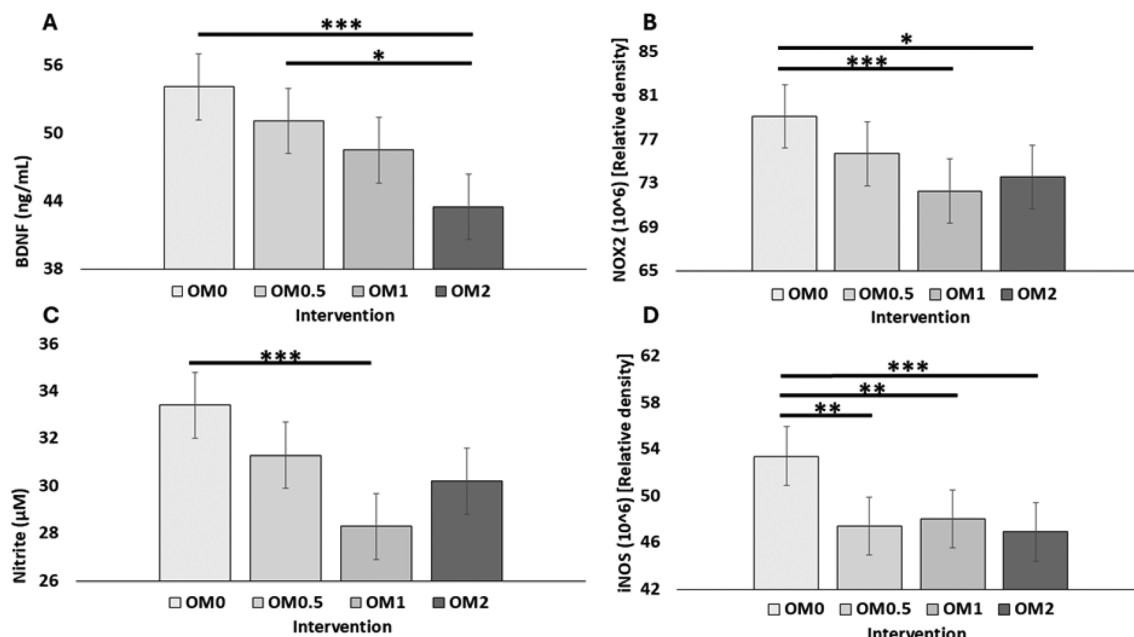 A
***
*
56
50
44
38
BDNF (ng/mL)
OM0 OM0.5 OM1 OM2
Intervention
B
*
***
85
81
77
73
69
65
NOX2 (10^6) [Relative density]
OM0 OM0.5 OM1 OM2
Intervention
C
***
36
34
32
30
28
26
Nitrite (µM)
OM0 OM0.5 OM1 OM2
Intervention
D
***
**
**
62
58
54
50
46
42
iNOS (10^6) [Relative density]
OM0 OM0.5 OM1 OM2
Intervention